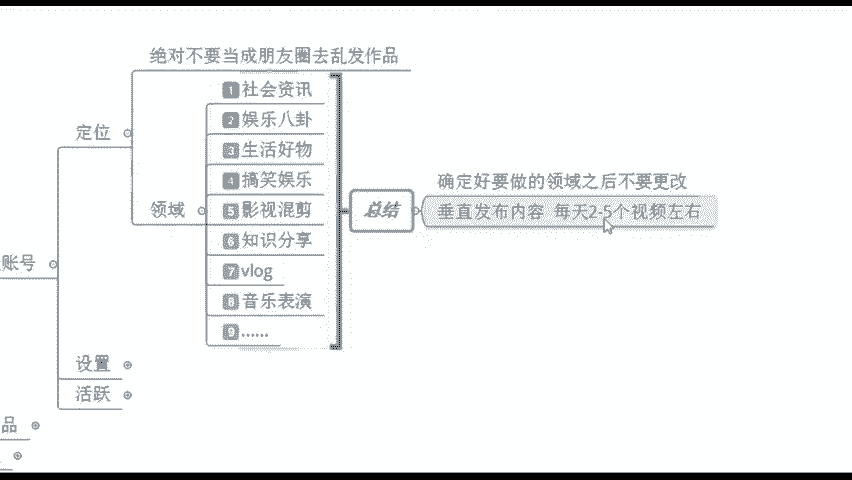 绝对不要当成朋友圈去乱发作品
1 社会资讯
2 娱乐八卦
定位
3 生活好物
4 搞笑娱乐
确定好要做的领域之后不要更改
领域
5 影视混剪
总结
垂直发布内容 每天2-5个视频左右
6 知识分享
账号
7 vlog
8 音乐表演
9 ......
设置
活跃
品